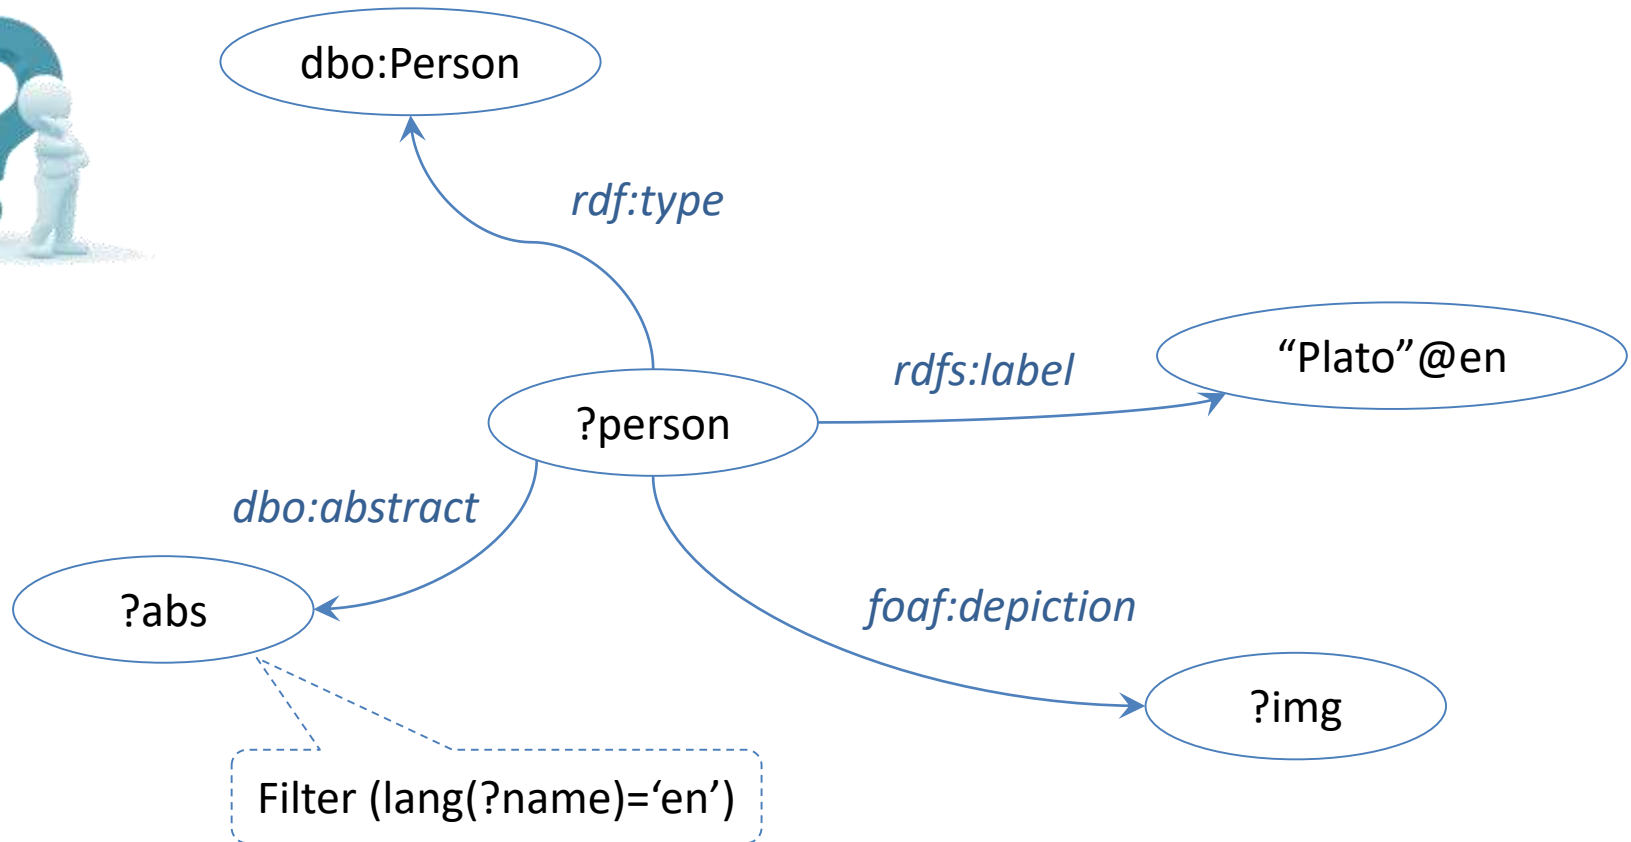 dbo:Person
rdf:type
rdfs:label
“Plato”@en
?person
dbo:abstract
?abs
foaf:depiction
?img
Filter (lang(?name)=‘en’)